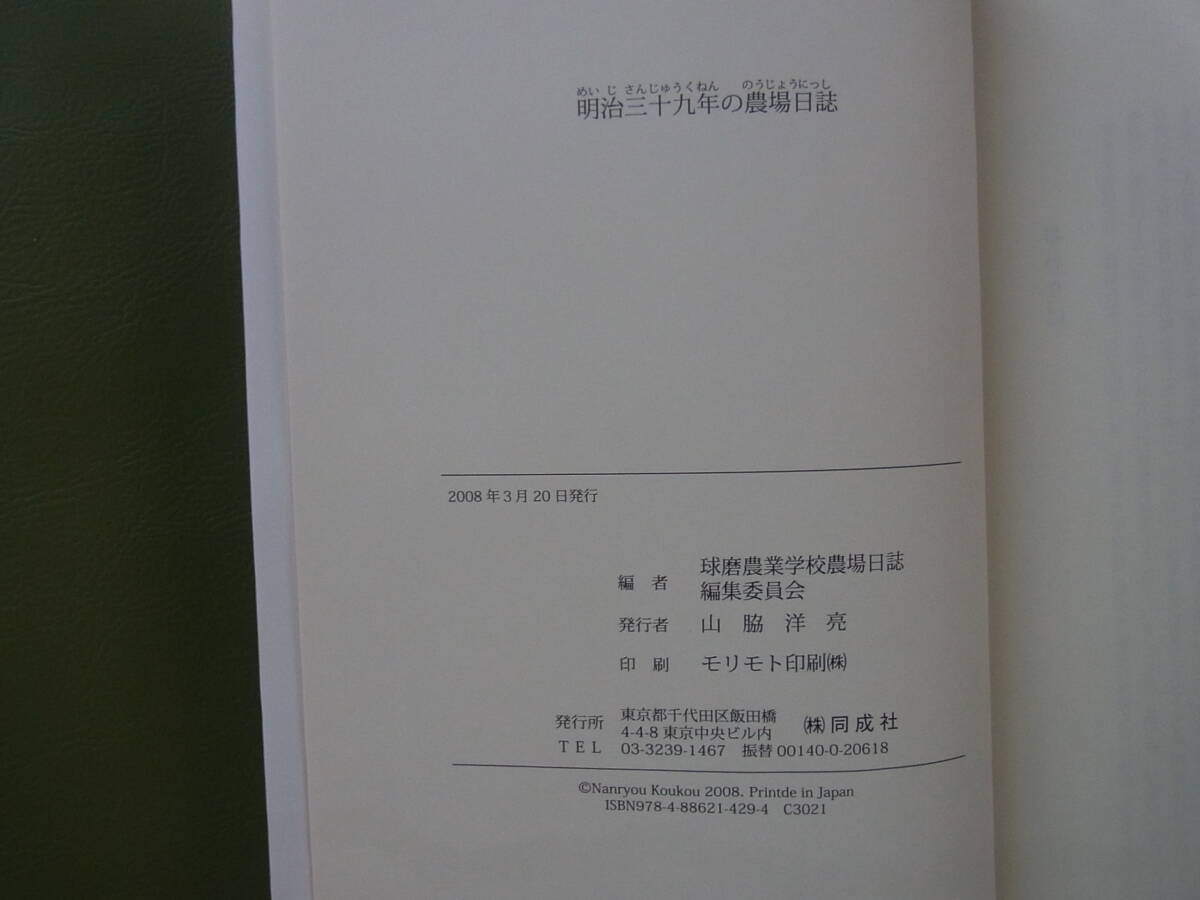 めい じ さんじゅうくねん のうじょうにっし
明治三十九年の農場日誌
2008年3月20日発行
編 者 球磨農業学校農場日誌
編集委員会
発行者 山 脇 洋 亮
印 刷 モリモト印刷㈱
発行所 東京都千代田区飯田橋
4-4-8 東京中央ビル内 ㈱同成社
TEL 03-3239-1467 振替 00140-0-20618
©Nanryou Koukou 2008. Printde in Japan
ISBN978-4-88621-429-4 C3021